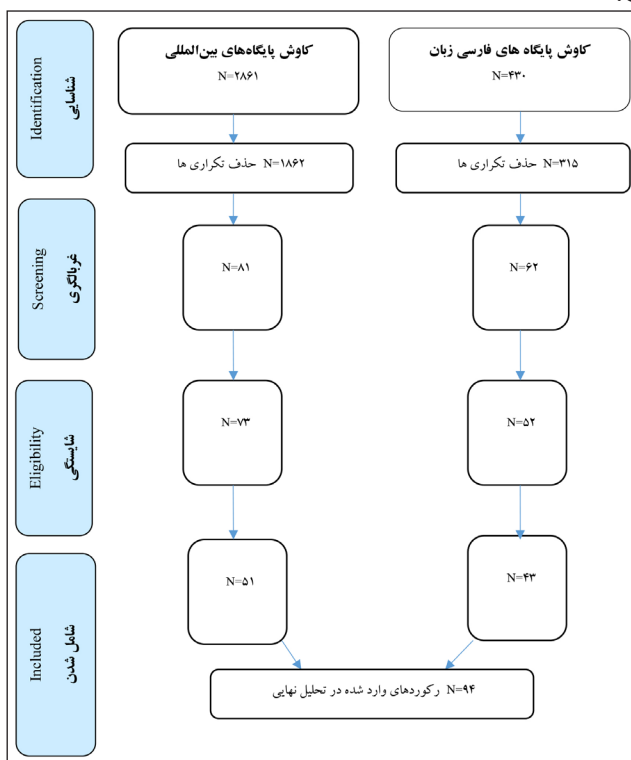 Identification
شناسایی
کاوش پایگاه‌های بین‌المللی
N=۲۸۶۱
کاوش پایگاه های فارسی زبان
N=۴۳۰
N=۱۸۶۲ حذف تکراری ها
N=۳۱۵ حذف تکراری ها
Screening
غربالگری
N=۸۱
N=۶۲
Eligibility
شایستگی
N=۷۳
N=۵۲
Included
شامل شدن
N=۵۱
N=۴۳
N=۹۴ رکوردهای وارد شده در تحلیل نهایی